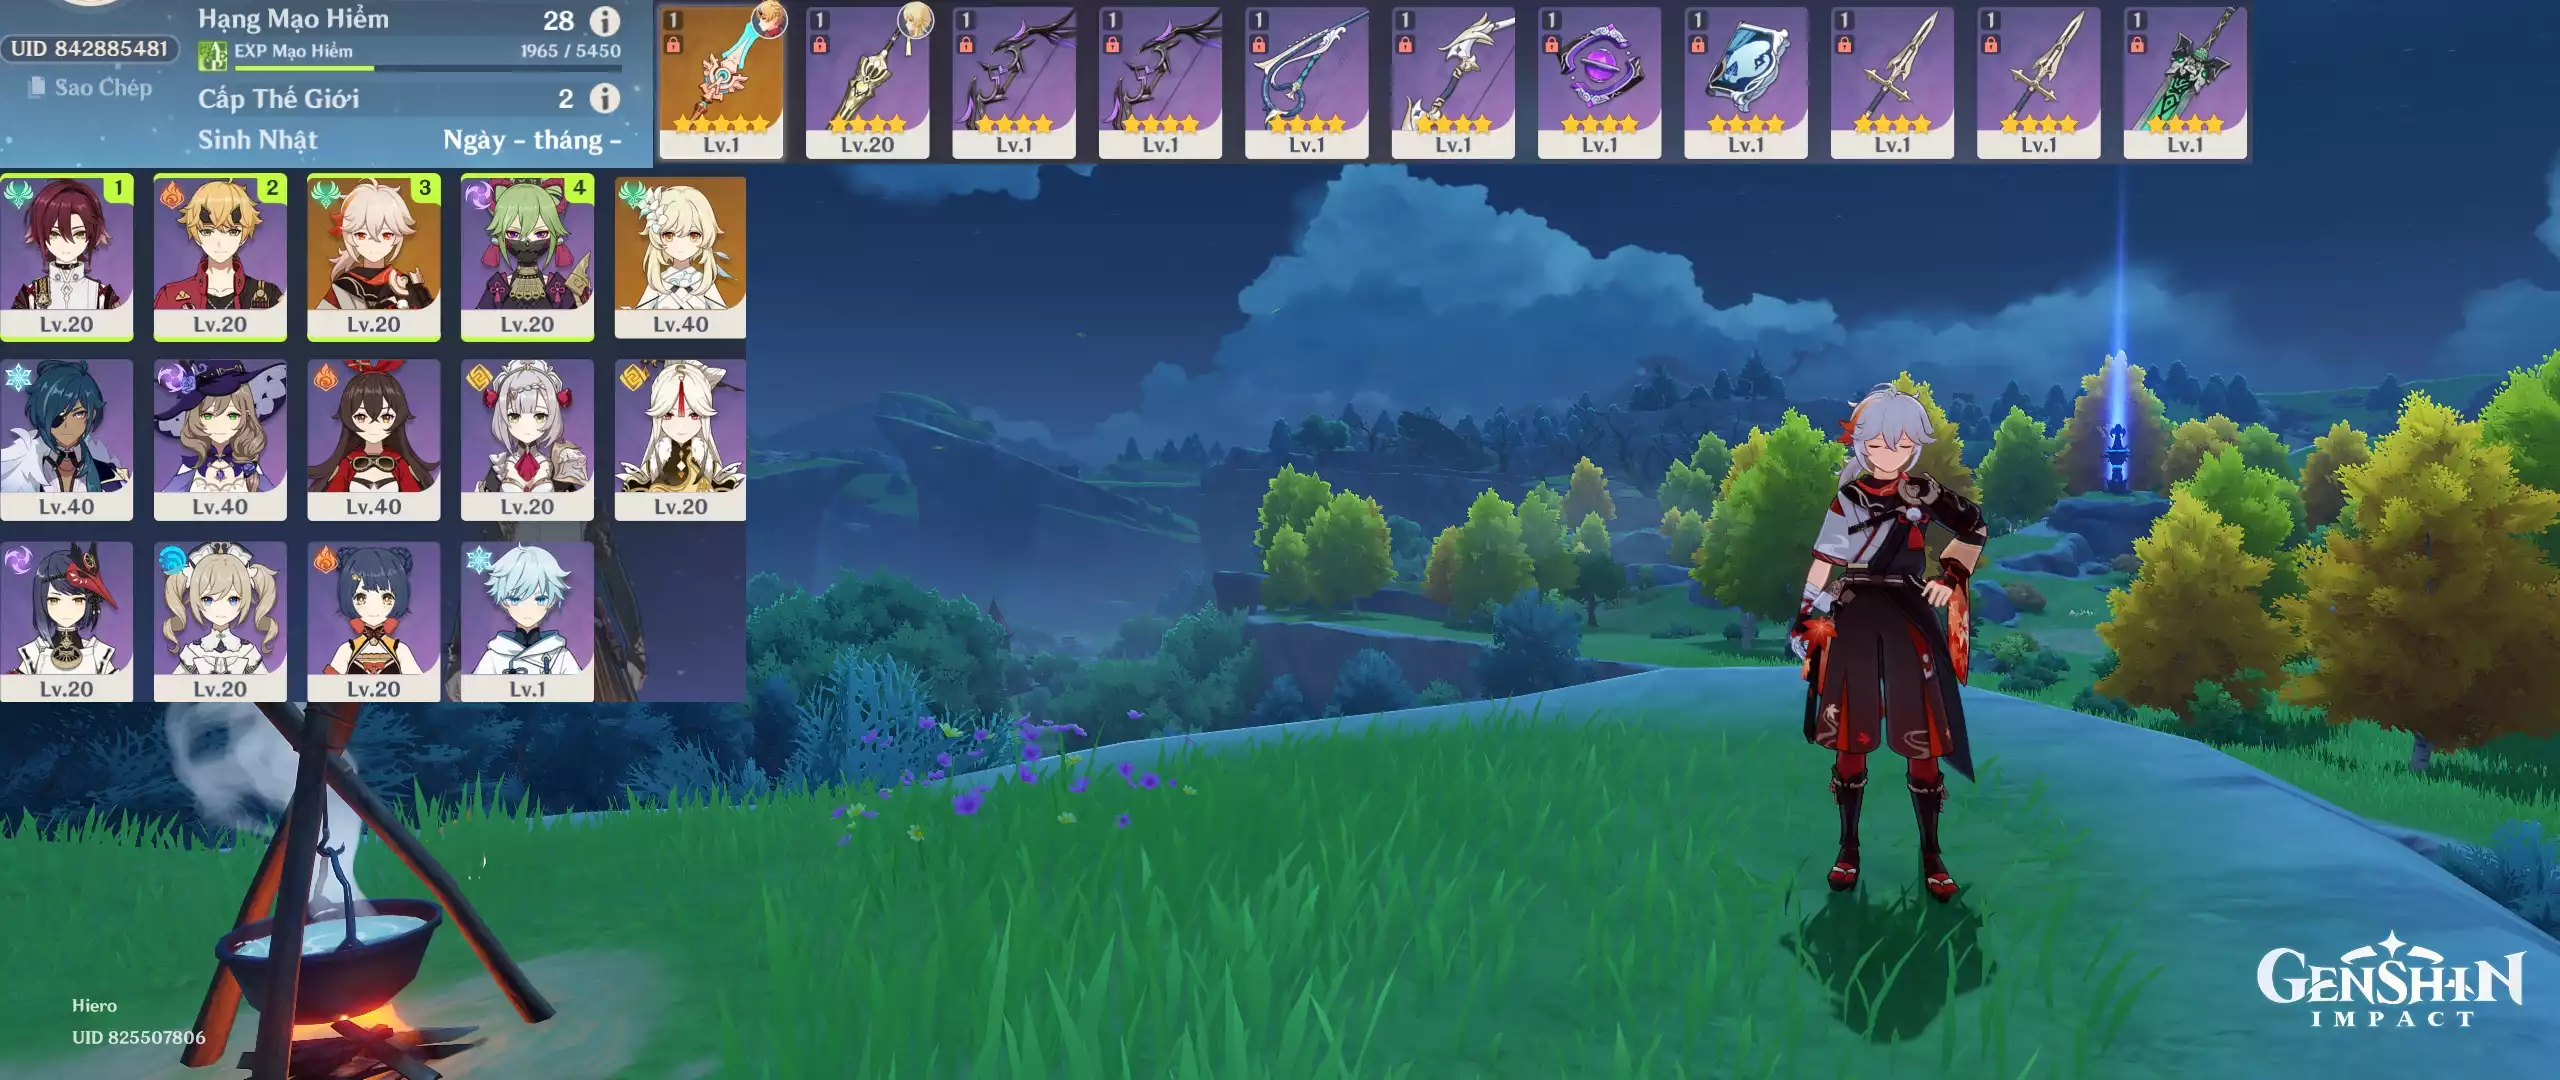 Hạng Mạo Hiểm 28
UID 842885481
EXP Mạo Hiểm 1965 / 5450
Sao Chép
Cấp Thế Giới 2
Sinh Nhật Ngày - tháng -
1 1 1 1 1 1 1 1 1 1 1
Lv.1 Lv.20 Lv.1 Lv.1 Lv.1 Lv.1 Lv.1 Lv.1 Lv.1 Lv.1 Lv.1
1 2 3 4
Lv.20 Lv.20 Lv.20 Lv.20 Lv.40
Lv.40 Lv.40 Lv.40 Lv.20 Lv.20
Lv.20 Lv.20 Lv.20 Lv.1
Hiero
UID 825507806
GENSHIN
IMPACT